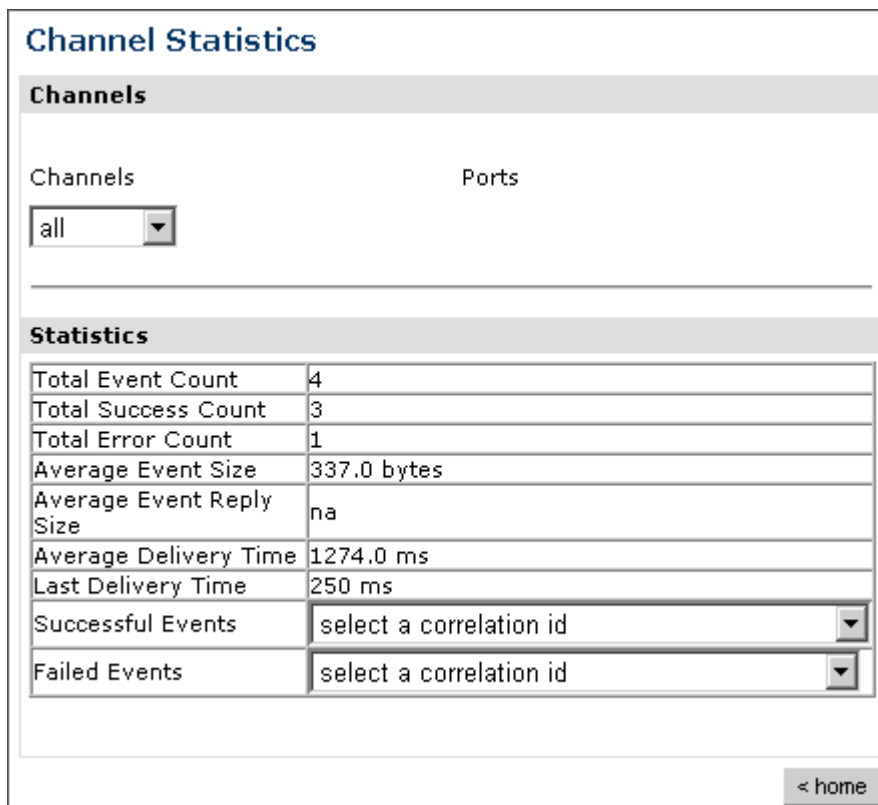 Channel Statistics
Channels
Channels Ports
all
Statistics
Total Event Count 4
Total Success Count 3
Total Error Count 1
Average Event Size 337.0 bytes
Average Event Reply
Size na
Average Delivery Time 1274.0 ms
Last Delivery Time 250 ms
Successful Events select a correlation id
Failed Events select a correlation id
< home